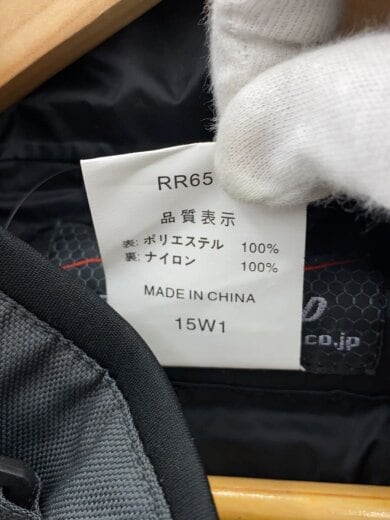 RR65
品質表示
表: ポリエステル 100%
裏: ナイロン 100%
MADE IN CHINA
15W1
co.jp